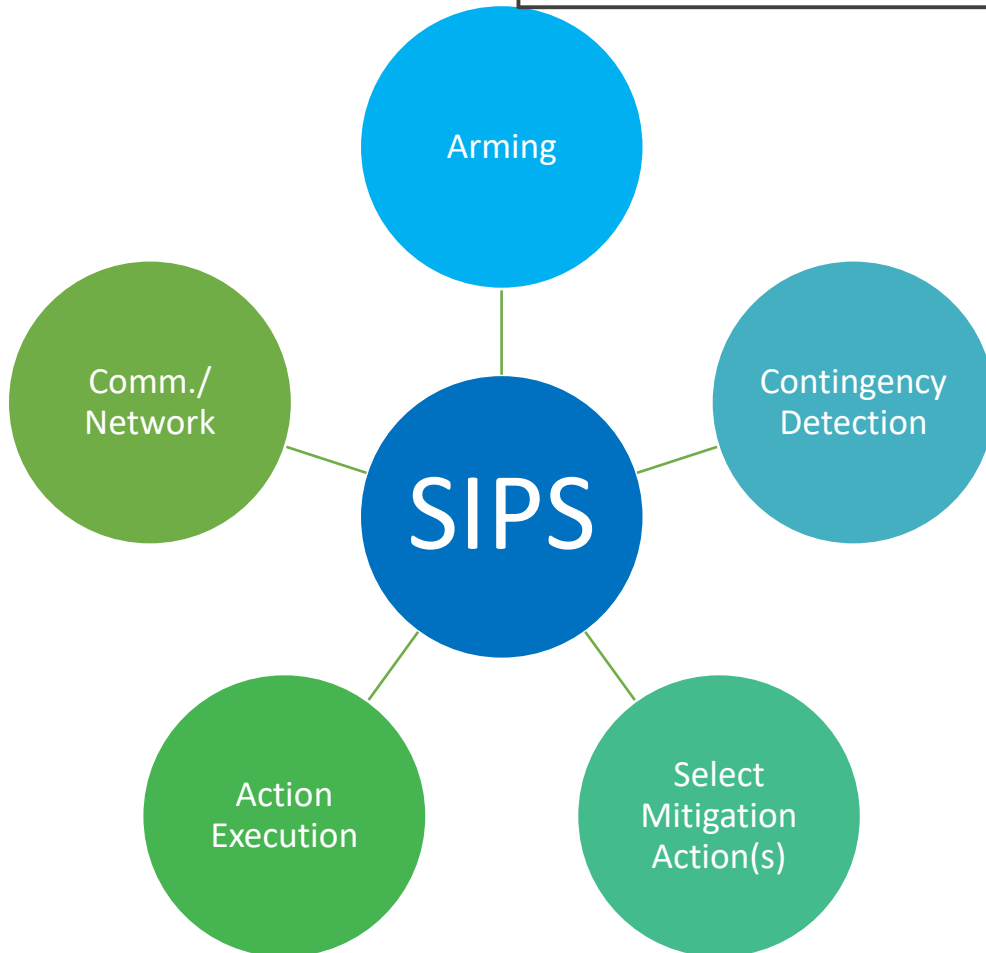 Arming
Contingency
Detection
Comm./
Network
SIPS
Select
Mitigation
Action(s)
Action
Execution